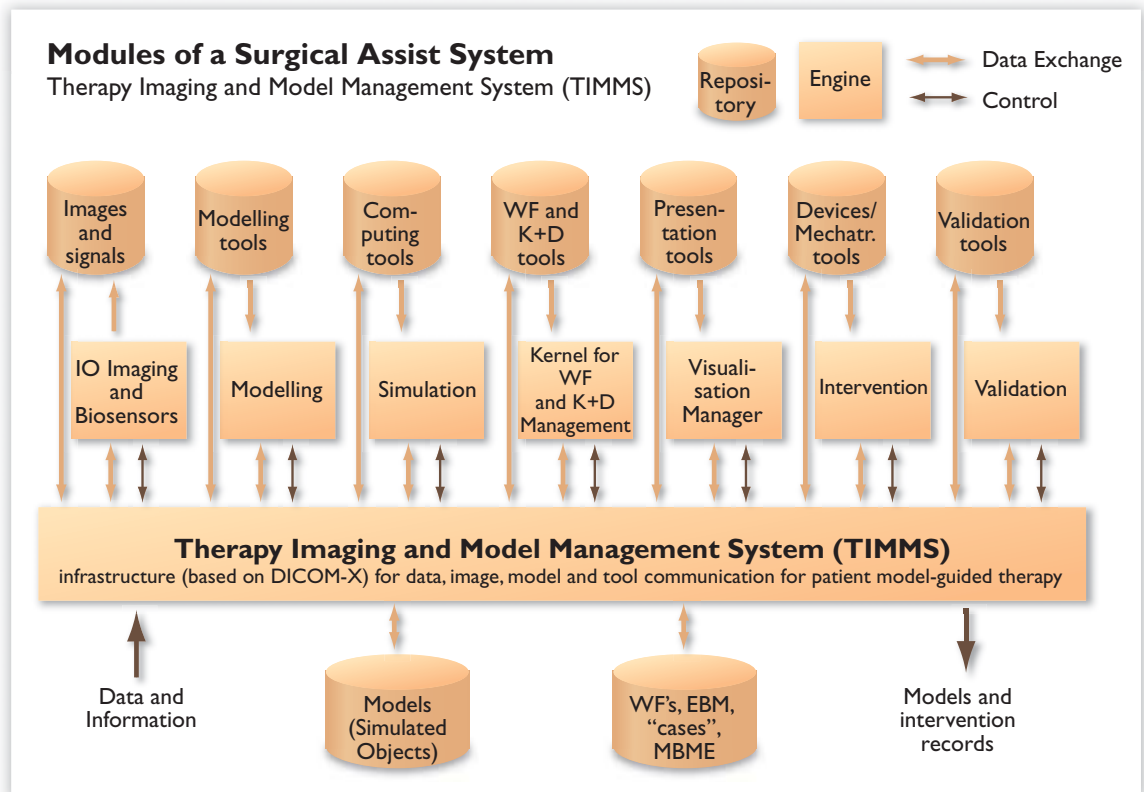 Modules of a Surgical Assist System
Therapy Imaging and Model Management System (TIMMS)
Reposi-
tory
Engine
Data Exchange
Control
Images
and
signals
Modelling
tools
Com-
puting
tools
WF and
K+D
tools
Presen-
tation
tools
Devices/
Mechatr.
tools
Validation
tools
IO Imaging
and
Biosensors
Modelling
Simulation
Kernel for
WF
and K+D
Management
Visuali-
sation
Manager
Intervention
Validation
Therapy Imaging and Model Management System (TIMMS)
infrastructure (based on DICOM-X) for data, image, model and tool communication for patient model-guided therapy
Data and
Information
Models
(Simulated
Objects)
WF's, EBM,
“cases”,
MBME
Models and
intervention
records